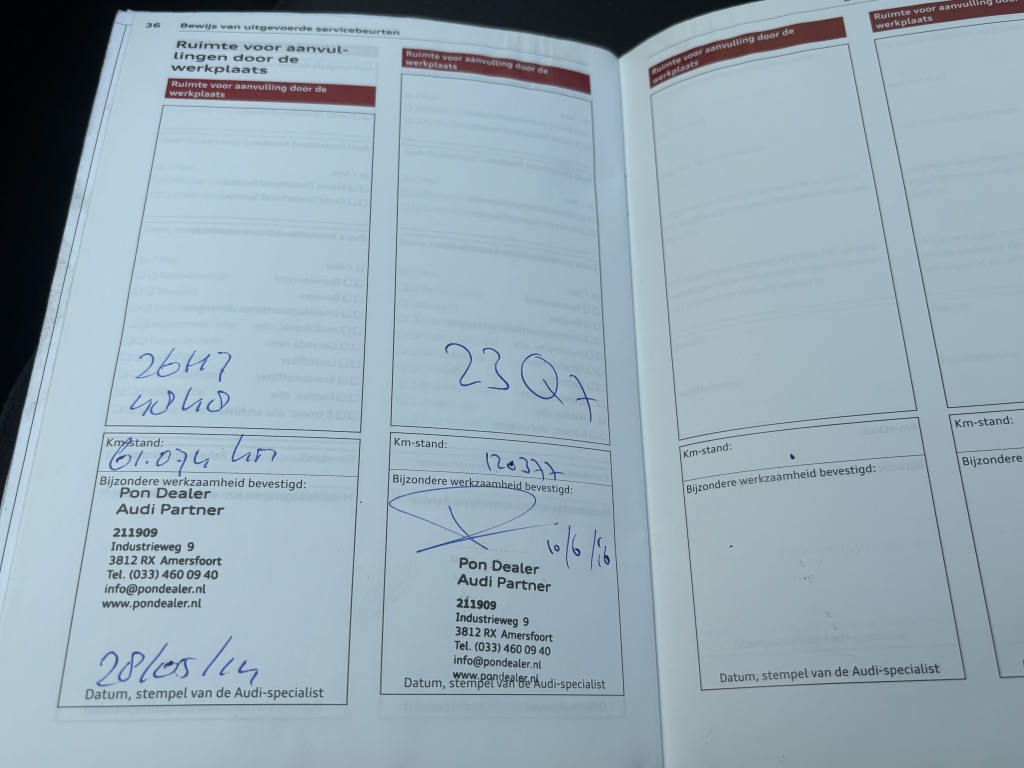 36 Bewijs van uitgevoerde servicebeurten
Ruimte voor aanvul-
lingen door de
werkplaats
Ruimte voor aanvulling door de
werkplaats
26H7
4848
Km-stand:
61.074 km
Bijzondere werkzaamheid bevestigd:
Pon Dealer
Audi Partner
211909
Industrieweg 9
3812 RX Amersfoort
Tel. (033) 460 09 40
info@pondealer.nl
www.pondealer.nl
28/05/14
Datum, stempel van de Audi-specialist
Ruimte voor aanvulling door de
werkplaats
23Q7
Km-stand:
120377
Bijzondere werkzaamheid bevestigd:
10/6/16
Pon Dealer
Audi Partner
211909
Industrieweg 9
3812 RX Amersfoort
Tel. (033) 460 09 40
info@pondealer.nl
www.pondealer.nl
Datum, stempel van de Audi-specialist
Ruimte voor aanvulling door de
werkplaats
Km-stand:
Bijzondere werkzaamheid bevestigd:
Datum, stempel van de Audi-specialist
Ruimte voor aanvulling
werkplaats
Km-stand:
Bijzondere